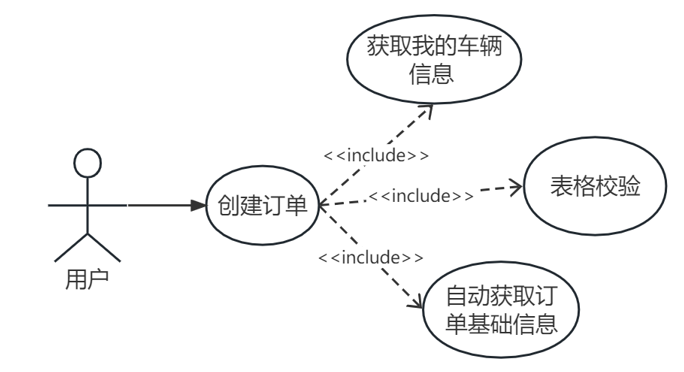 获取我的车辆
信息
<<include>>
表格校验
<<include>>
创建订单
<<include>>
用户
自动获取订
单基础信息